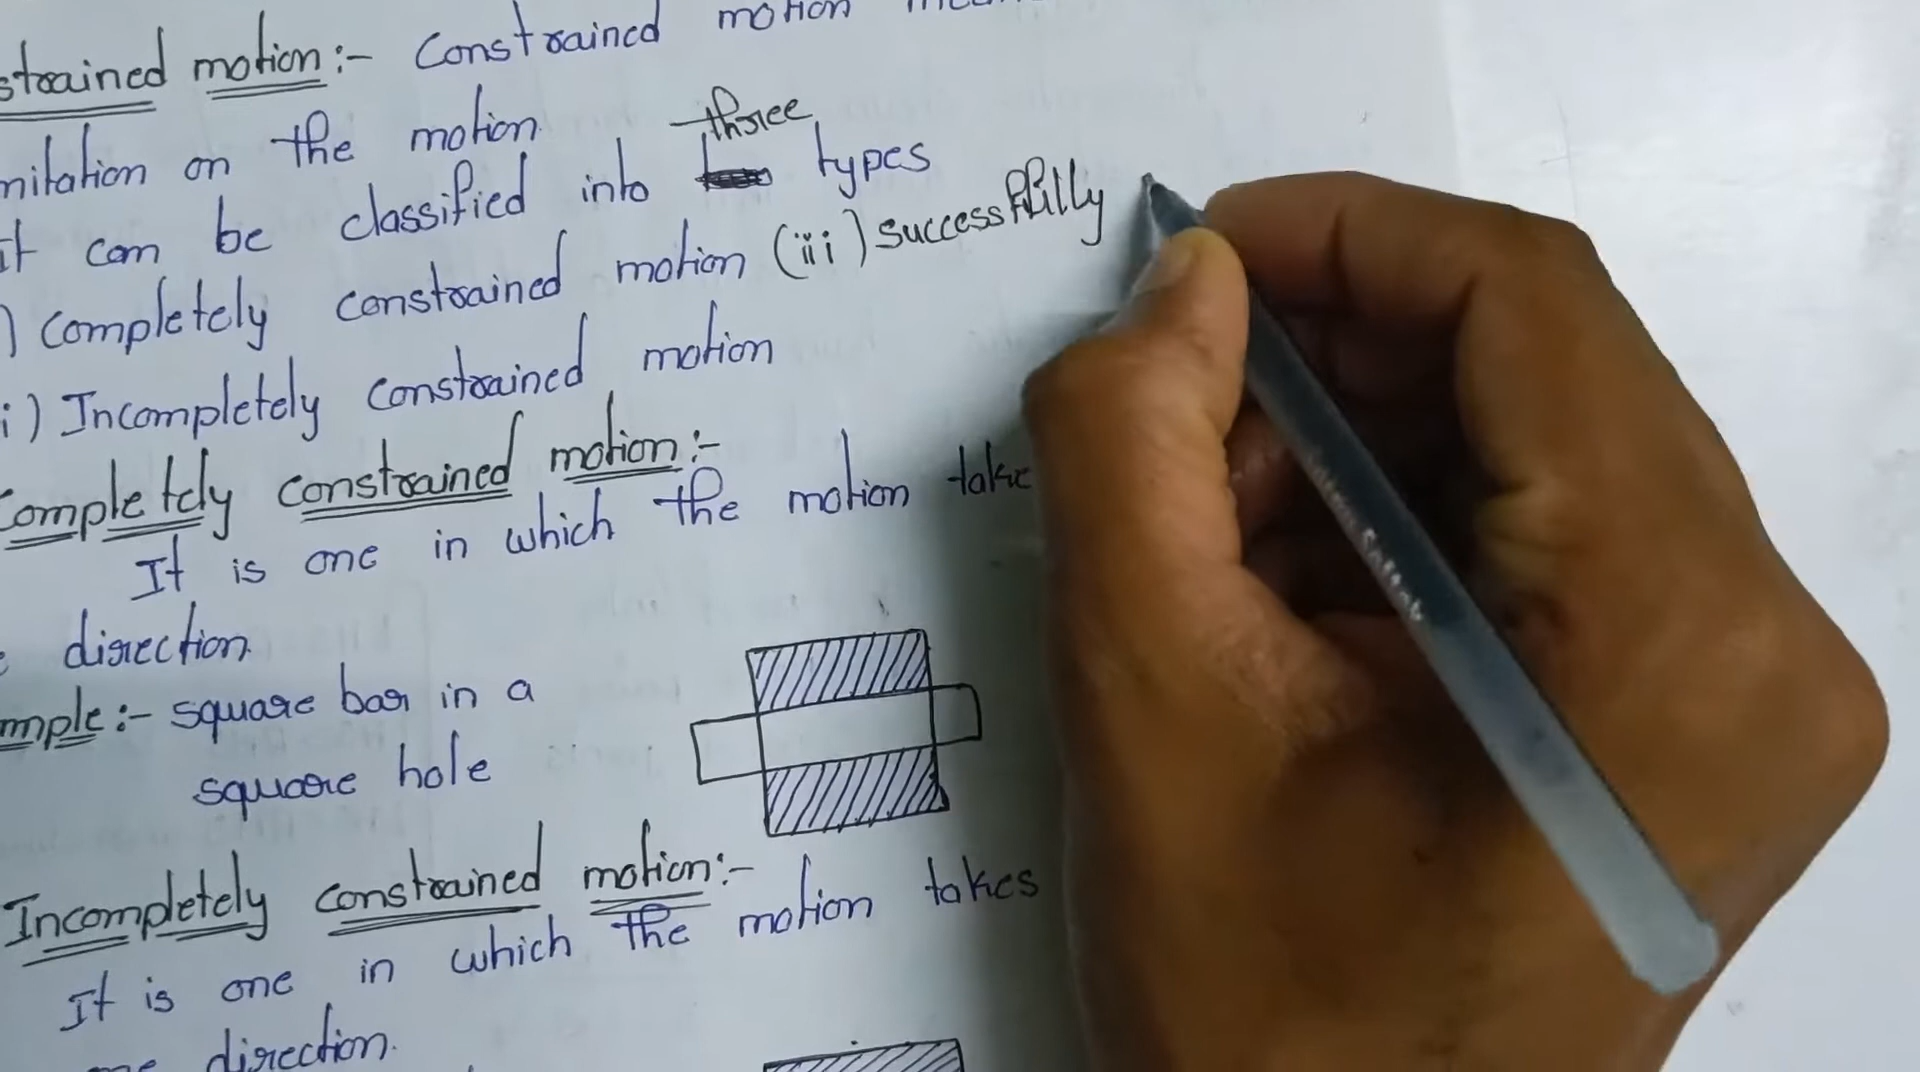 strained motion:- Constrained motion
mitation on the motion
it can be classified into three types
) Completely constrained motion (iii) Successfully
i) Incompletely constrained motion
Completely constrained motion:-
It is one in which the motion take
direction.
mple:- square bar in a
square hole
Incompletely constrained motion:-
It is one in which the motion takes
direction.